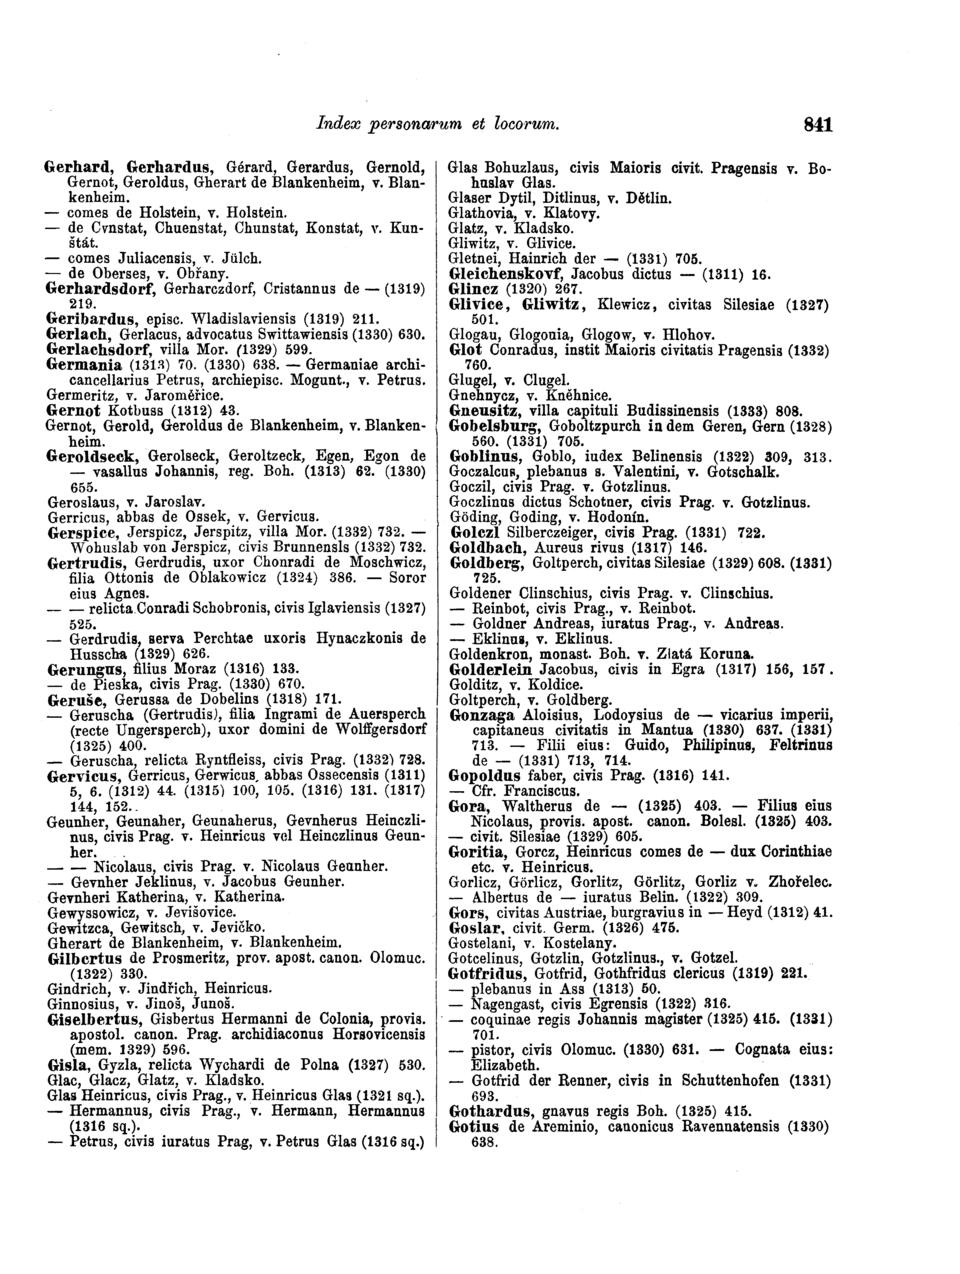 Index personarum et locorum.
841
Gerhard, Gerhardus, Gérard, Gerardus, Gernold,
Gernot, Geroldus, Gherart de Blankenheim, v. Blan-
kenheim.
— comes de Holstein, v. Holstein.
— de Cvnstat, Chuenstat, Chunstat, Konstat, v. Kun-
štát.
— comes Juliacensis, v. Jülch.
— de Oberses, v. Obřany.
Gerhardsdorf, Gerharczdorf, Cristannus de — (1319)
219.
Geribardus, episc. Wladislaviensis (1319) 211.
Gerlach, Gerlacus, advocatus Swittawiensis (1330) 630.
Gerlachsdorf, villa Mor. (1329) 599.
Germania (1313) 70. (1330) 638. — Germaniae archi-
cancellarius Petrus, archiepisc. Mogunt., v. Petrus.
Germeritz, v. Jaroměřice.
Gernot Kotbuss (1312) 43.
Gernot, Gerold, Geroldus de Blankenheim, v. Blanken-
heim.
Geroldseck, Gerolseck, Geroltzeck, Egen, Egon de
— vasallus Johannis, reg. Boh. (1313) 62. (1330)
655.
Geroslaus, v. Jaroslav.
Gerricus, abbas de Ossek, v. Gervicus.
Gerspice, Jerspicz, Jerspitz, villa Mor. (1332) 732. —
Wohuslab von Jerspicz, civis Brunnensls (1332) 732.
Gertrudis, Gerdrudis, uxor Chonradi de Moschwicz,
filia Ottonis de Oblakowicz (1324) 386. — Soror
eius Agnes.
— — relicta Conradi Schobronis, civis Iglaviensis (1327)
525.
— Gerdrudis, serva Perchtae uxoris Hynaczkonis de
Husscha (1329) 626.
Gerungus, filius Moraz (1316) 133.
— de Pieska, civis Prag. (1330) 670.
Geruše, Gerussa de Dobelins (1318) 171.
— Geruscha (Gertrudis), filia Ingrami de Auersperch
(recte Ungersperch), uxor domini de Wolffgersdorf
(1325) 400.
— Geruscha, relicta Ryntfleiss, civis Prag. (1332) 728.
Gervicus, Gerricus, Gerwicus, abbas Ossecensis (1311)
5, 6. (1312) 44. (1315) 100, 105. (1316) 131. (1317)
144, 152..
Geunher, Geunaher, Geunaherus, Gevnherus Heinczli-
nus, civis Prag. v. Heinricus vel Heinczlinus Geun-
her.
— — Nicolaus, civis Prag. v. Nicolaus Geunher.
— Gevnher Jeklinus, v. Jacobus Geunher.
Gevnheri Katherina, v. Katherina.
Gewyssowicz, v. Jevišovice.
Gewitzca, Gewitsch, v. Jevičko.
Gherart de Blankenheim, v. Blankenheim.
Gilbertus de Prosmeritz, prov. apost. canon. Olomuc.
(1322) 330.
Gindrich, v. Jindřich, Heinricus.
Ginnosius, v. Jinoš, Junoš.
Giselbertus, Gisbertus Hermanni de Colonia, provis.
apostol. canon. Prag. archidiaconus Horsovicensis
(mem. 1329) 596.
Gisla, Gyzla, relicta Wychardi de Polna (1327) 530.
Glac, Glacz, Glatz, v. Kladsko.
Glas Heinricus, civis Prag., v. Heinricus Glas (1321 sq.).
— Hermannus, civis Prag., v. Hermann, Hermannus
(1316 sq.).
— Petrus, civis iuratus Prag, v. Petrus Glas (1316 sq.)
Glas Bohuzlaus, civis Maioris civit. Pragensis v. Bo-
huslav Glas.
Glaser Dytil, Ditlinus, v. Dětlin.
Glathovia, v. Klatovy.
Glatz, v. Kladsko.
Gliwitz, v. Glivice.
Gletnei, Hainrich der — (1331) 705.
Gleichenskovf, Jacobus dictus — (1311) 16.
Glincz (1320) 267.
Glivice, Gliwitz, Klewicz, civitas Silesiae (1327)
501.
Glogau, Glogonia, Glogow, v. Hlohov.
Glot Conradus, instit Maioris civitatis Pragensis (1332)
760.
Glugel, v. Clugel.
Gnehnycz, v. Kněhnice.
Gneusitz, villa capituli Budissinensis (1333) 808.
Gobelsburg, Goboltzpurch in dem Geren, Gern (1328)
560. (1331) 705.
Goblinus, Goblo, iudex Belinensis (1322) 309, 313.
Goczalcus, plebanus s. Valentini, v. Gotschalk.
Goczil, civis Prag. v. Gotzlinus.
Goczlinus dictus Schotner, civis Prag. v. Gotzlinus.
Göding, Goding, v. Hodonín.
Golczl Silberczeiger, civis Prag. (1331) 722.
Goldbach, Aureus rivus (1317) 146.
Goldberg, Goltperch, civitas Silesiae (1329) 608. (1331)
725.
Goldener Clinschius, civis Prag. v. Clinschius.
— Reinbot, civis Prag., v. Reinbot.
— Goldner Andreas, iuratus Prag., v. Andreas.
— Eklinus, v. Eklinus.
Goldenkron, monast. Boh. v. Zlatá Koruna.
Golderlein Jacobus, civis in Egra (1317) 156, 157.
Golditz, v. Koldice.
Goltperch, v. Goldberg.
Gonzaga Aloisius, Lodoysius de — vicarius imperii,
capitaneus civitatis in Mantua (1330) 637. (1331)
713. — Filii eius: Guido, Philipinus, Feltrinus
de — (1331) 713, 714.
Gopoldus faber, civis Prag. (1316) 141.
— Cfr. Franciscus.
Gora, Waltherus de — (1325) 403. — Filius eius
Nicolaus, provis. apost. canon. Bolesl. (1325) 403.
— civit. Silesiae (1329) 605.
Goritia, Gorcz, Heinricus comes de — dux Corinthiae
etc. v. Heinricus.
Gorlicz, Görlicz, Gorlitz, Görlitz, Gorliz v. Zhořelec.
— Albertus de — iuratus Belin. (1322) 309.
Gors, civitas Austriae, burgravius in — Heyd (1312) 41.
Goslar, civit. Germ. (1326) 475.
Gostelani, v. Kostelany.
Gotcelinus, Gotzlin, Gotzlinus., v. Gotzel.
Gotfridus, Gotfrid, Gothfridus clericus (1319) 221.
— plebanus in Ass (1313) 50.
— Nagengast, civis Egrensis (1322) 316.
— coquinae regis Johannis magister (1325) 415. (1331)
701.
— pistor, civis Olomuc. (1330) 631. — Cognata eius:
Elizabeth.
— Gotfrid der Renner, civis in Schuttenhofen (1331)
693.
Gothardus, gnavus regis Boh. (1325) 415.
Gotius de Areminio, canonicus Ravennatensis (1330)
638.